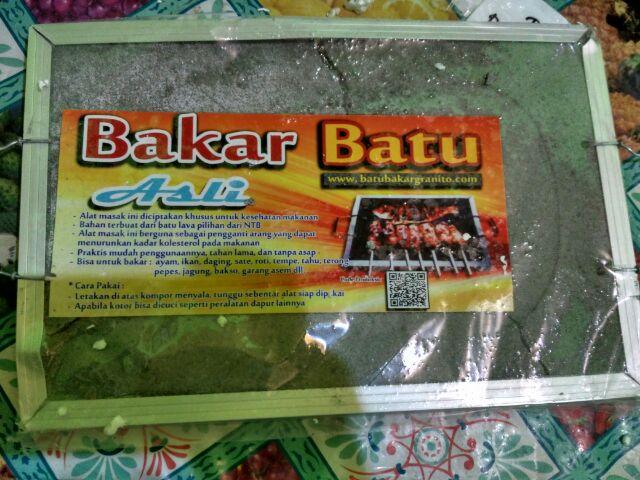 Bakar Batu
www.batubakargranito.com
Asli
- Alat masak ini diciptakan khusus untuk kesehatan makanan
- Bahan terbuat dari batu lava pilihan dari NTB
- Alat masak ini berguna sebagai pengganti arang yang dapat
menurunkan kadar kolesterol pada makanan
- Praktis mudah penggunaannya, tahan lama, dan tanpa asap
- Bisa untuk bakar : ayam, ikan, daging, sate, roti, tempe, tahu, terong,
pepes, jagung, bakso, garang asem dll
* Cara Pakai :
- Letakan di atas kompor menyala, tunggu sebentar alat siap dip kai
- Apabila kotor bisa dicuci seperti peralatan dapur lainnya